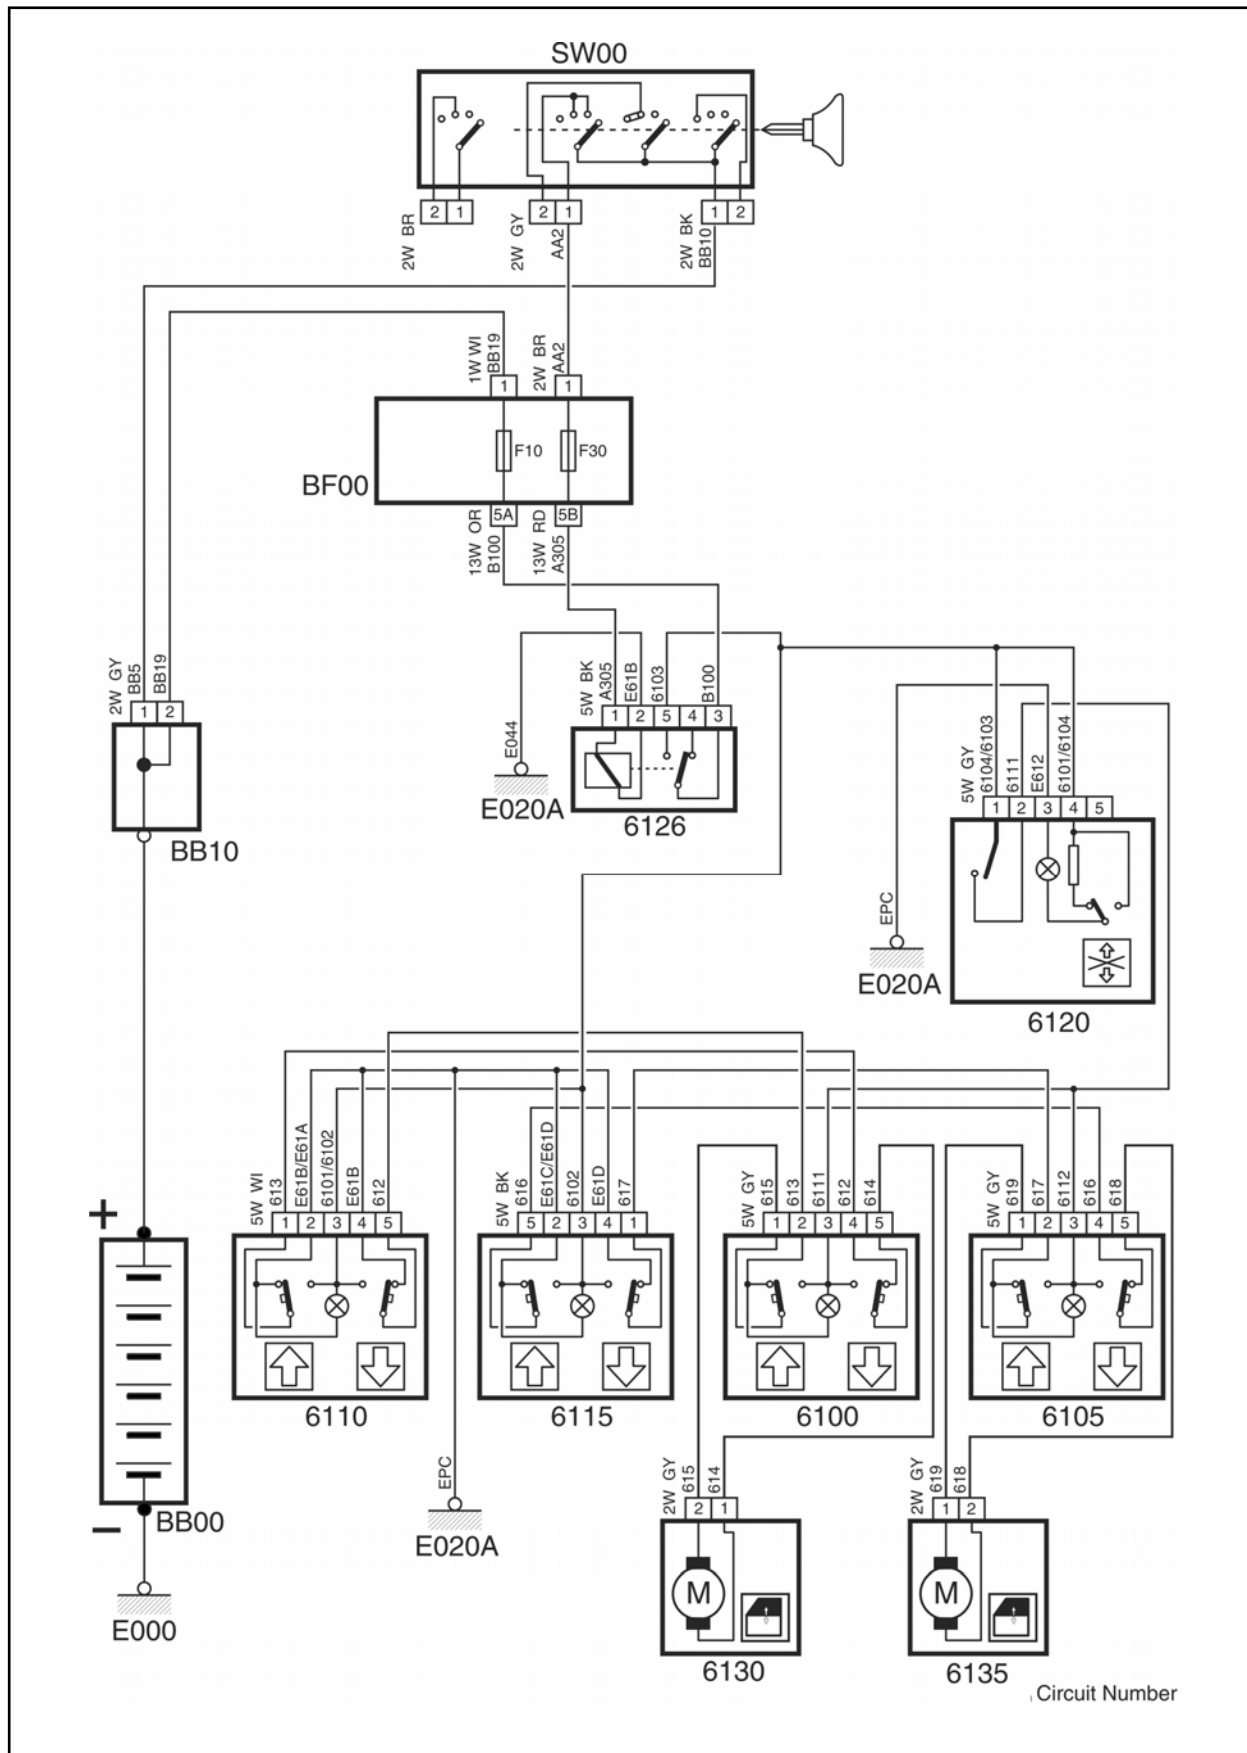 SW00
2 1
2 1
1 2
2W BR
2W GY
AA2
2W BK
BB10
1W WI
BB19
2W BR
AA2
1
1
F10
F30
BF00
5A
5B
13W OR
B100
13W RD
A305
2W GY
BB5
BB19
1 2
BB10
5W BK
A305
E61B
6103
B100
1 2 5 4 3
E044
E020A
6126
5W GY
6104/6103
6111
E612
6101/6104
1 2 3 4 5
EPC
E020A
6120
5W WI
613
E61B/E61A
6101/6102
E61B
612
1 2 3 4 5
6110
5W BK
616
E61C/E61D
6102
E61D
617
5 2 3 4 1
6115
5W GY
615
613
6111
612
614
1 2 3 4 5
6100
5W GY
619
617
6112
616
618
1 2 3 4 5
6105
+
−
BB00
E000
EPC
E020A
2W GY
615
614
2 1
M
6130
2W GY
619
618
1 2
M
6135
Circuit Number